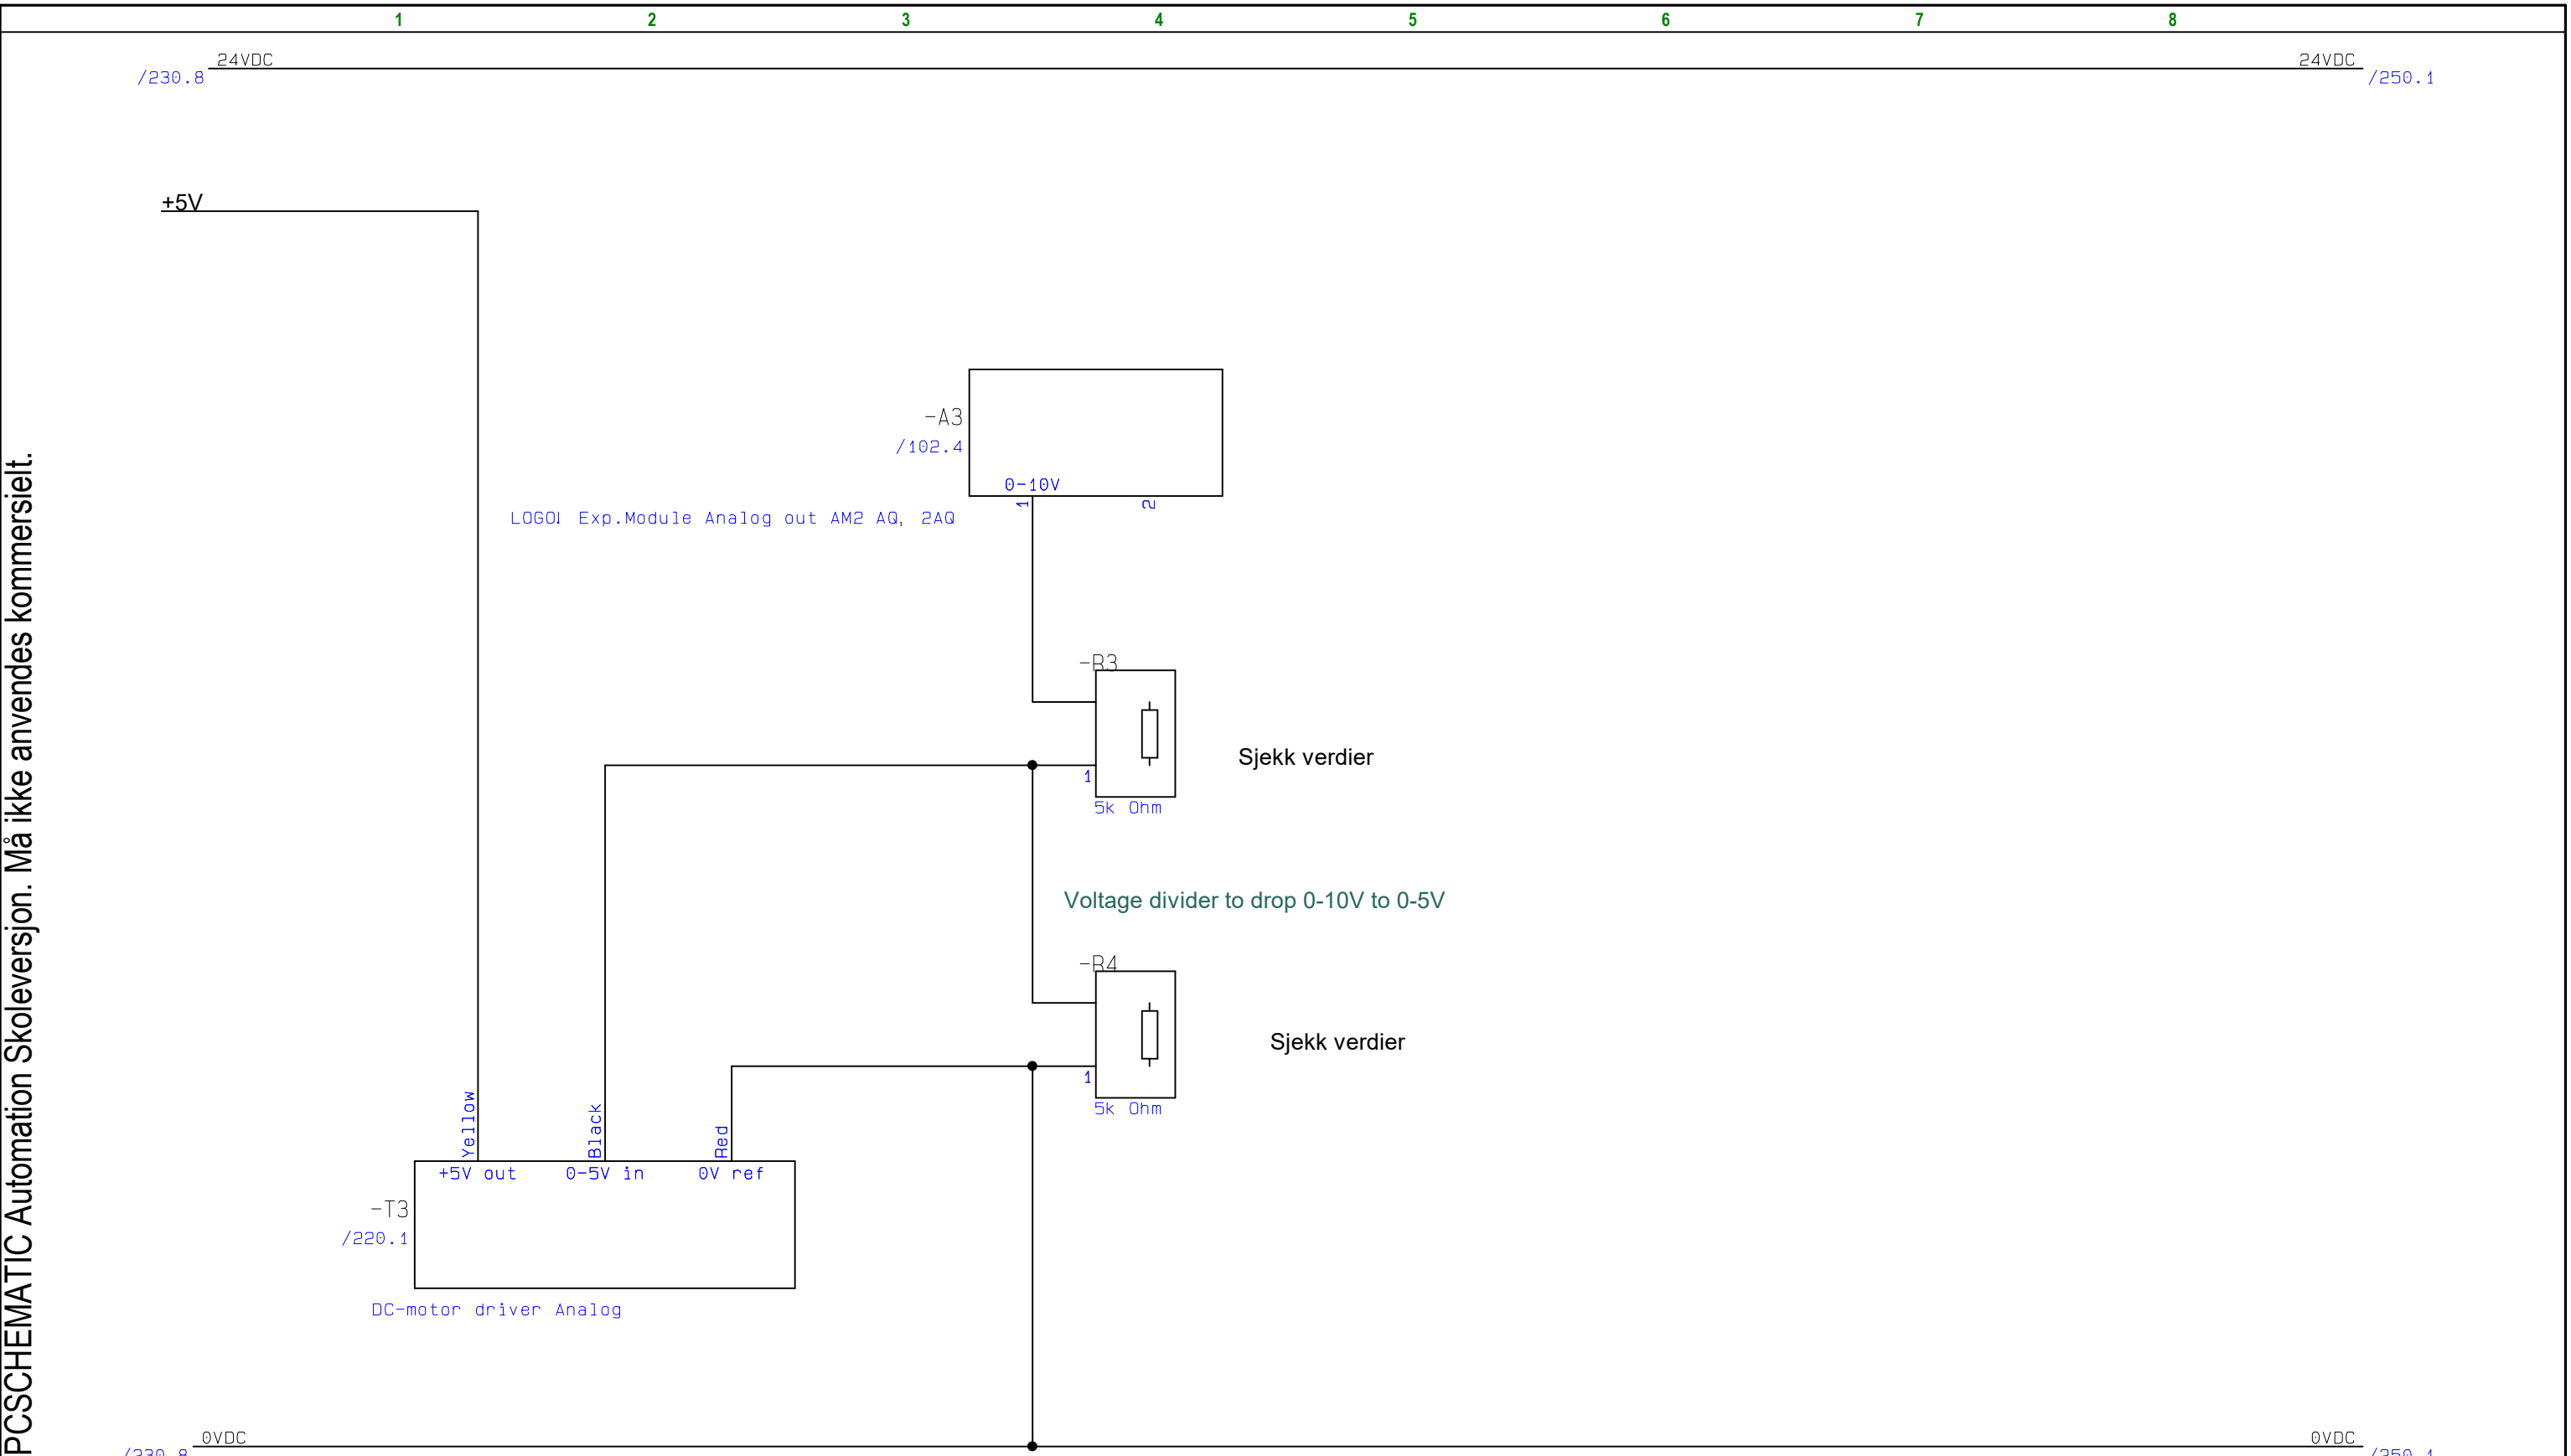 1 2 3 4 5 6 7 8
24VDC 24VDC
/230.8 /250.1
+5V
-A3
/102.4
0-10V
1 2
LOGO! Exp.Module Analog out AM2 AQ, 2AQ
-R3
Sjekk verdier
1
5k Ohm
Voltage divider to drop 0-10V to 0-5V
-R4
Sjekk verdier
1
5k Ohm
Yellow Black Red
+5V out 0-5V in 0V ref
-T3
/220.1
DC-motor driver Analog
0VDC 0VDC
/230.8 /250.1
PCSCHEMATIC Automation Skoleversjon. Må ikke anvendes kommersielt.